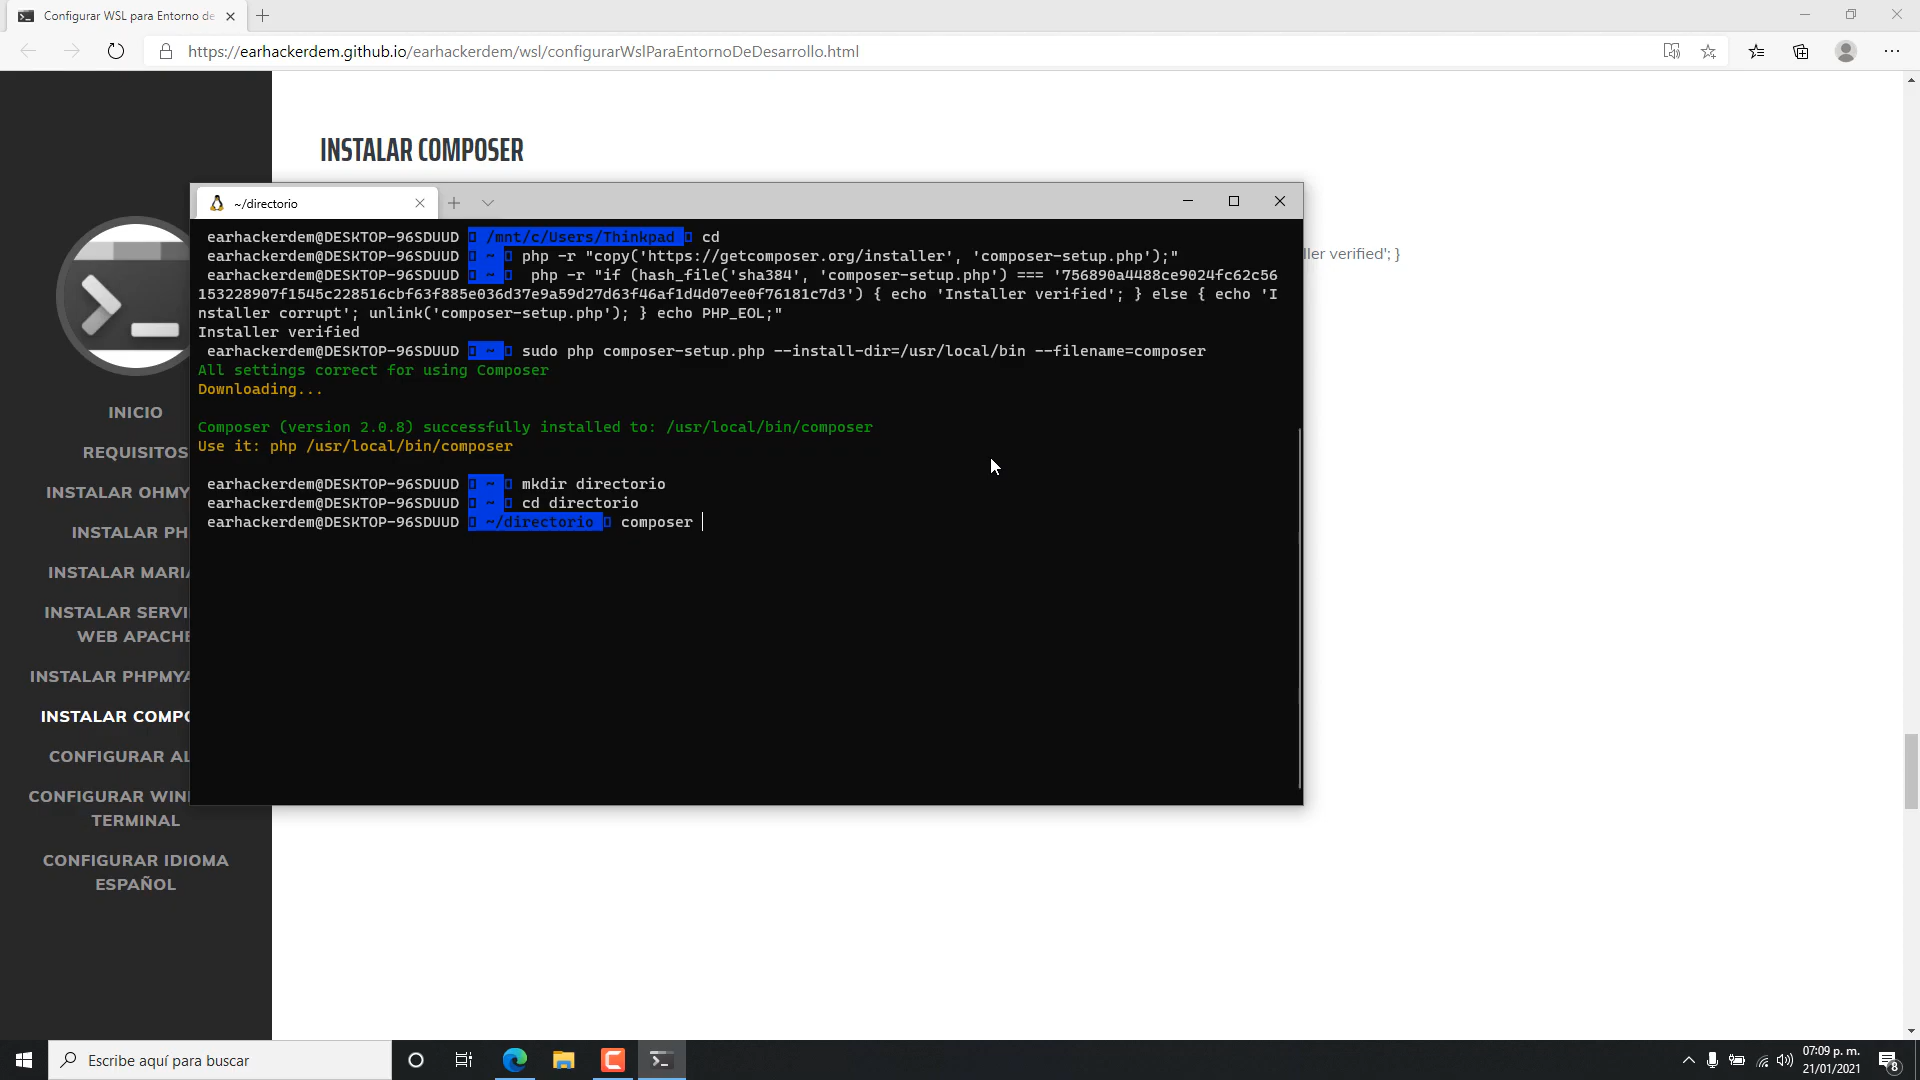 Configurar WSL para Entorno de
https://earhackerdem.github.io/earhackerdem/wsl/configurarWslParaEntornoDeDesarrollo.html
INSTALAR COMPOSER
~/directorio
ller verified'; }
earhackerdem@DESKTOP-96SDUUD /mnt/c/Users/Thinkpad cd
earhackerdem@DESKTOP-96SDUUD ~ php -r "copy('https://getcomposer.org/installer', 'composer-setup.php');"
earhackerdem@DESKTOP-96SDUUD ~ php -r "if (hash_file('sha384', 'composer-setup.php') === '756890a4488ce9024fc62c56
153228907f1545c228516cbf63f885e036d37e9a59d27d63f46af1d4d07ee0f76181c7d3') { echo 'Installer verified'; } else { echo 'I
nstaller corrupt'; unlink('composer-setup.php'); } echo PHP_EOL;"
Installer verified
earhackerdem@DESKTOP-96SDUUD ~ sudo php composer-setup.php --install-dir=/usr/local/bin --filename=composer
All settings correct for using Composer
Downloading...
Composer (version 2.0.8) successfully installed to: /usr/local/bin/composer
Use it: php /usr/local/bin/composer
earhackerdem@DESKTOP-96SDUUD ~ mkdir directorio
earhackerdem@DESKTOP-96SDUUD ~ cd directorio
earhackerdem@DESKTOP-96SDUUD ~/directorio composer
INICIO
REQUISITOS
INSTALAR OHMY
INSTALAR PH
INSTALAR MARIA
INSTALAR SERVI
WEB APACHE
INSTALAR PHPMYA
INSTALAR COMPO
CONFIGURAR AL
CONFIGURAR WIN
TERMINAL
CONFIGURAR IDIOMA
ESPAÑOL
Escribe aquí para buscar
07:09 p. m.
21/01/2021
8